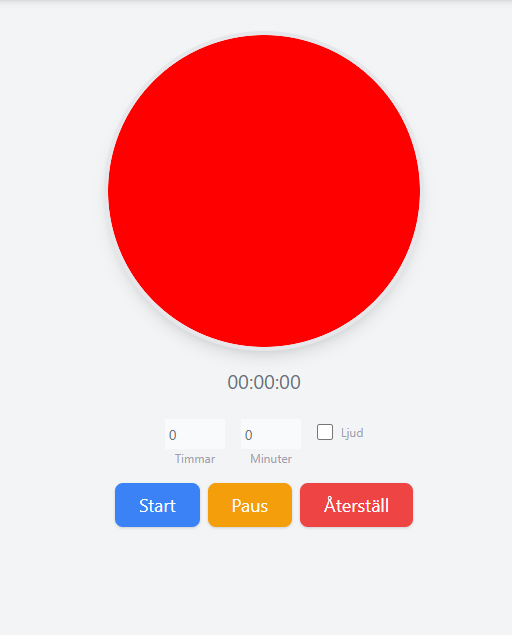 00:00:00
0 0 Ljud
Timmar Minuter
Start Paus Återställ